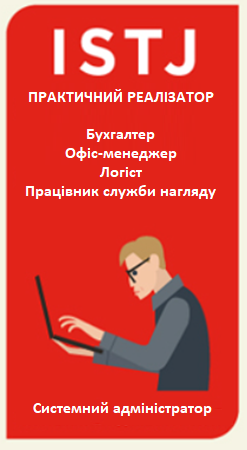 ISTJ
ПРАКТИЧНИЙ РЕАЛІЗАТОР
Бухгалтер
Офіс-менеджер
Логіст
Працівник служби нагляду
Системний адміністратор